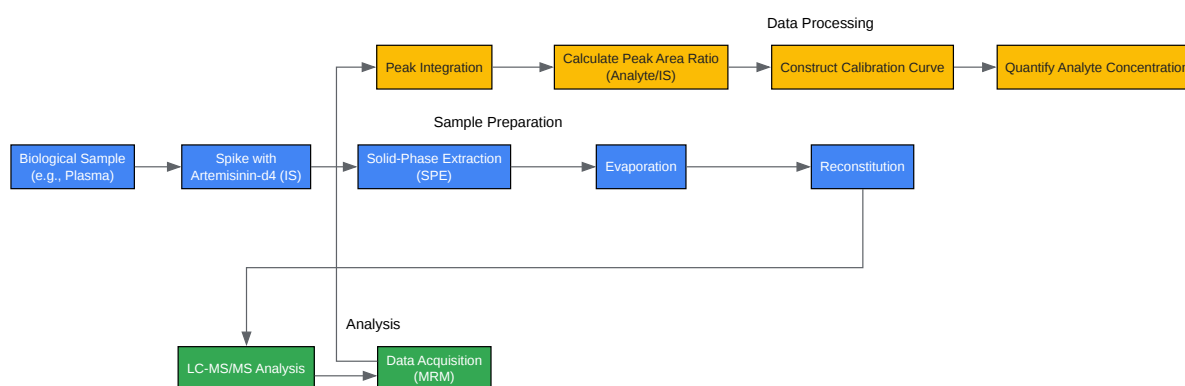 Data Processing
Peak Integration
Calculate Peak Area Ratio
(Analyte/IS)
Construct Calibration Curve
Quantify Analyte Concentration
Sample Preparation
Biological Sample
(e.g., Plasma)
Spike with
Artemisinin-d4 (IS)
Solid-Phase Extraction
(SPE)
Evaporation
Reconstitution
Analysis
LC-MS/MS Analysis
Data Acquisition
(MRM)